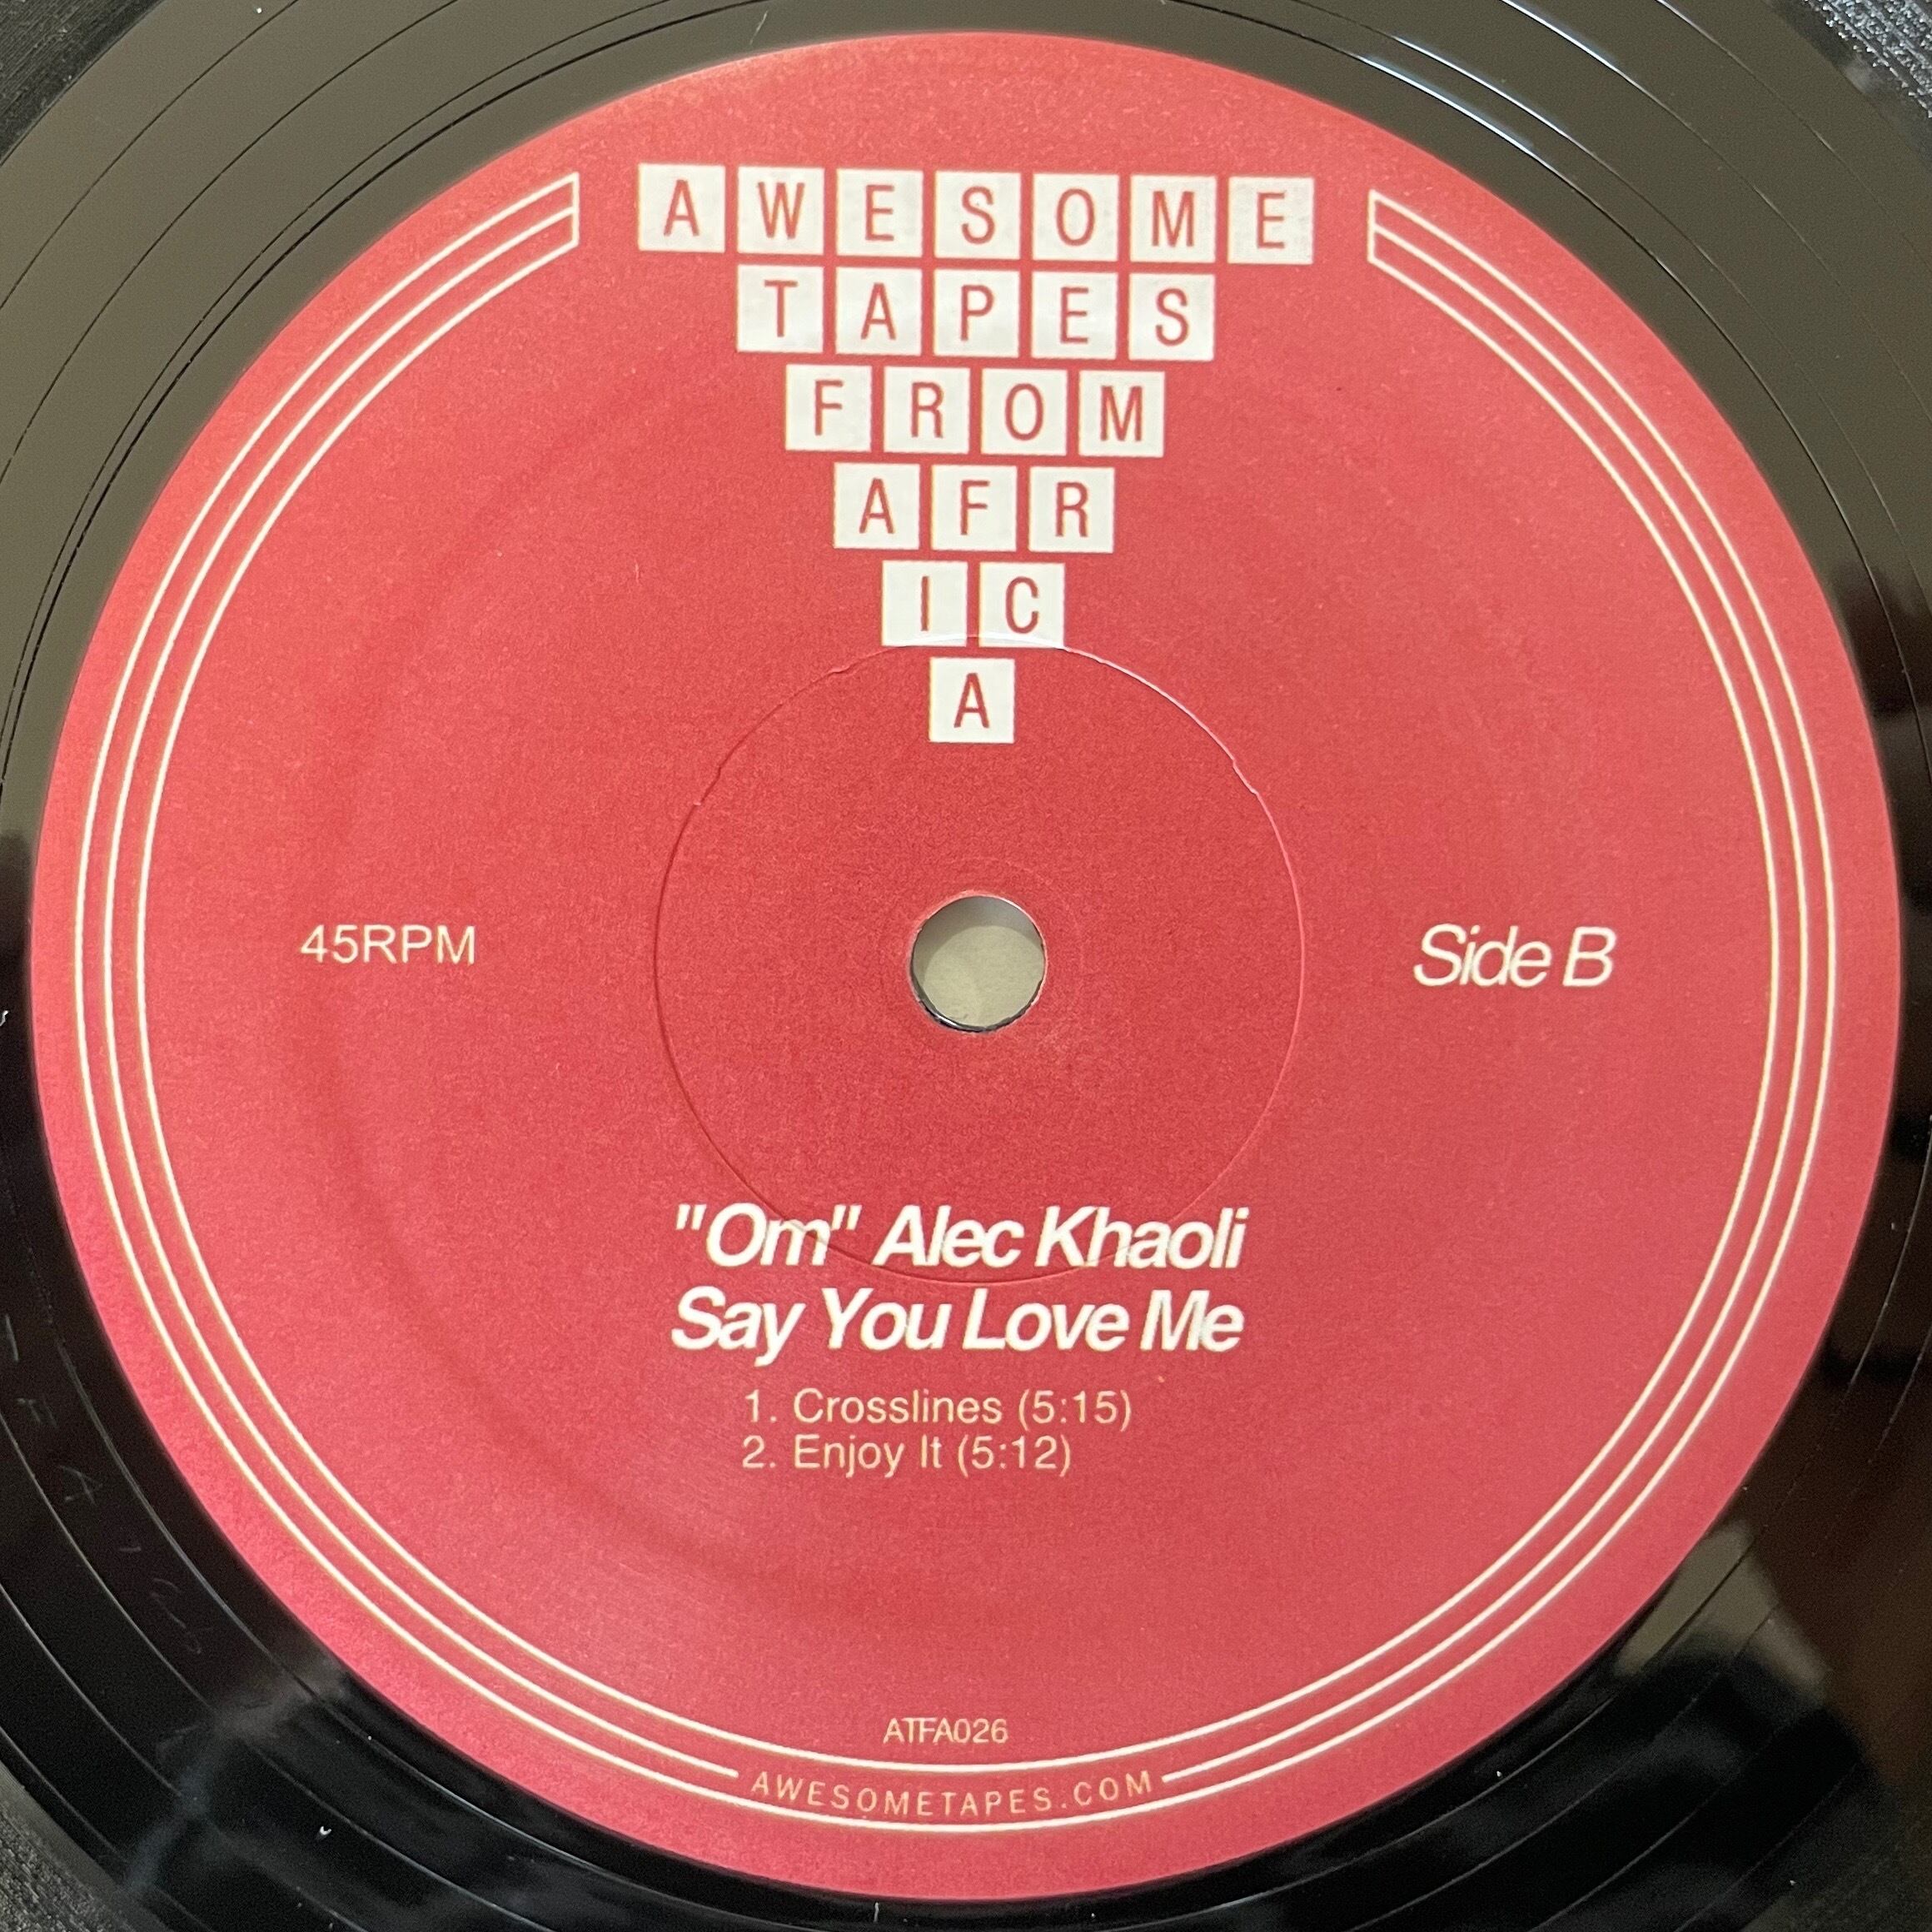 AWESOME
TAPES
FROM
AFR
IC
A
45RPM
Side B
"Om" Alec Khaoli
Say You Love Me
1. Crosslines (5:15)
2. Enjoy It (5:12)
ATFA026
AWESOMETAPES.COM